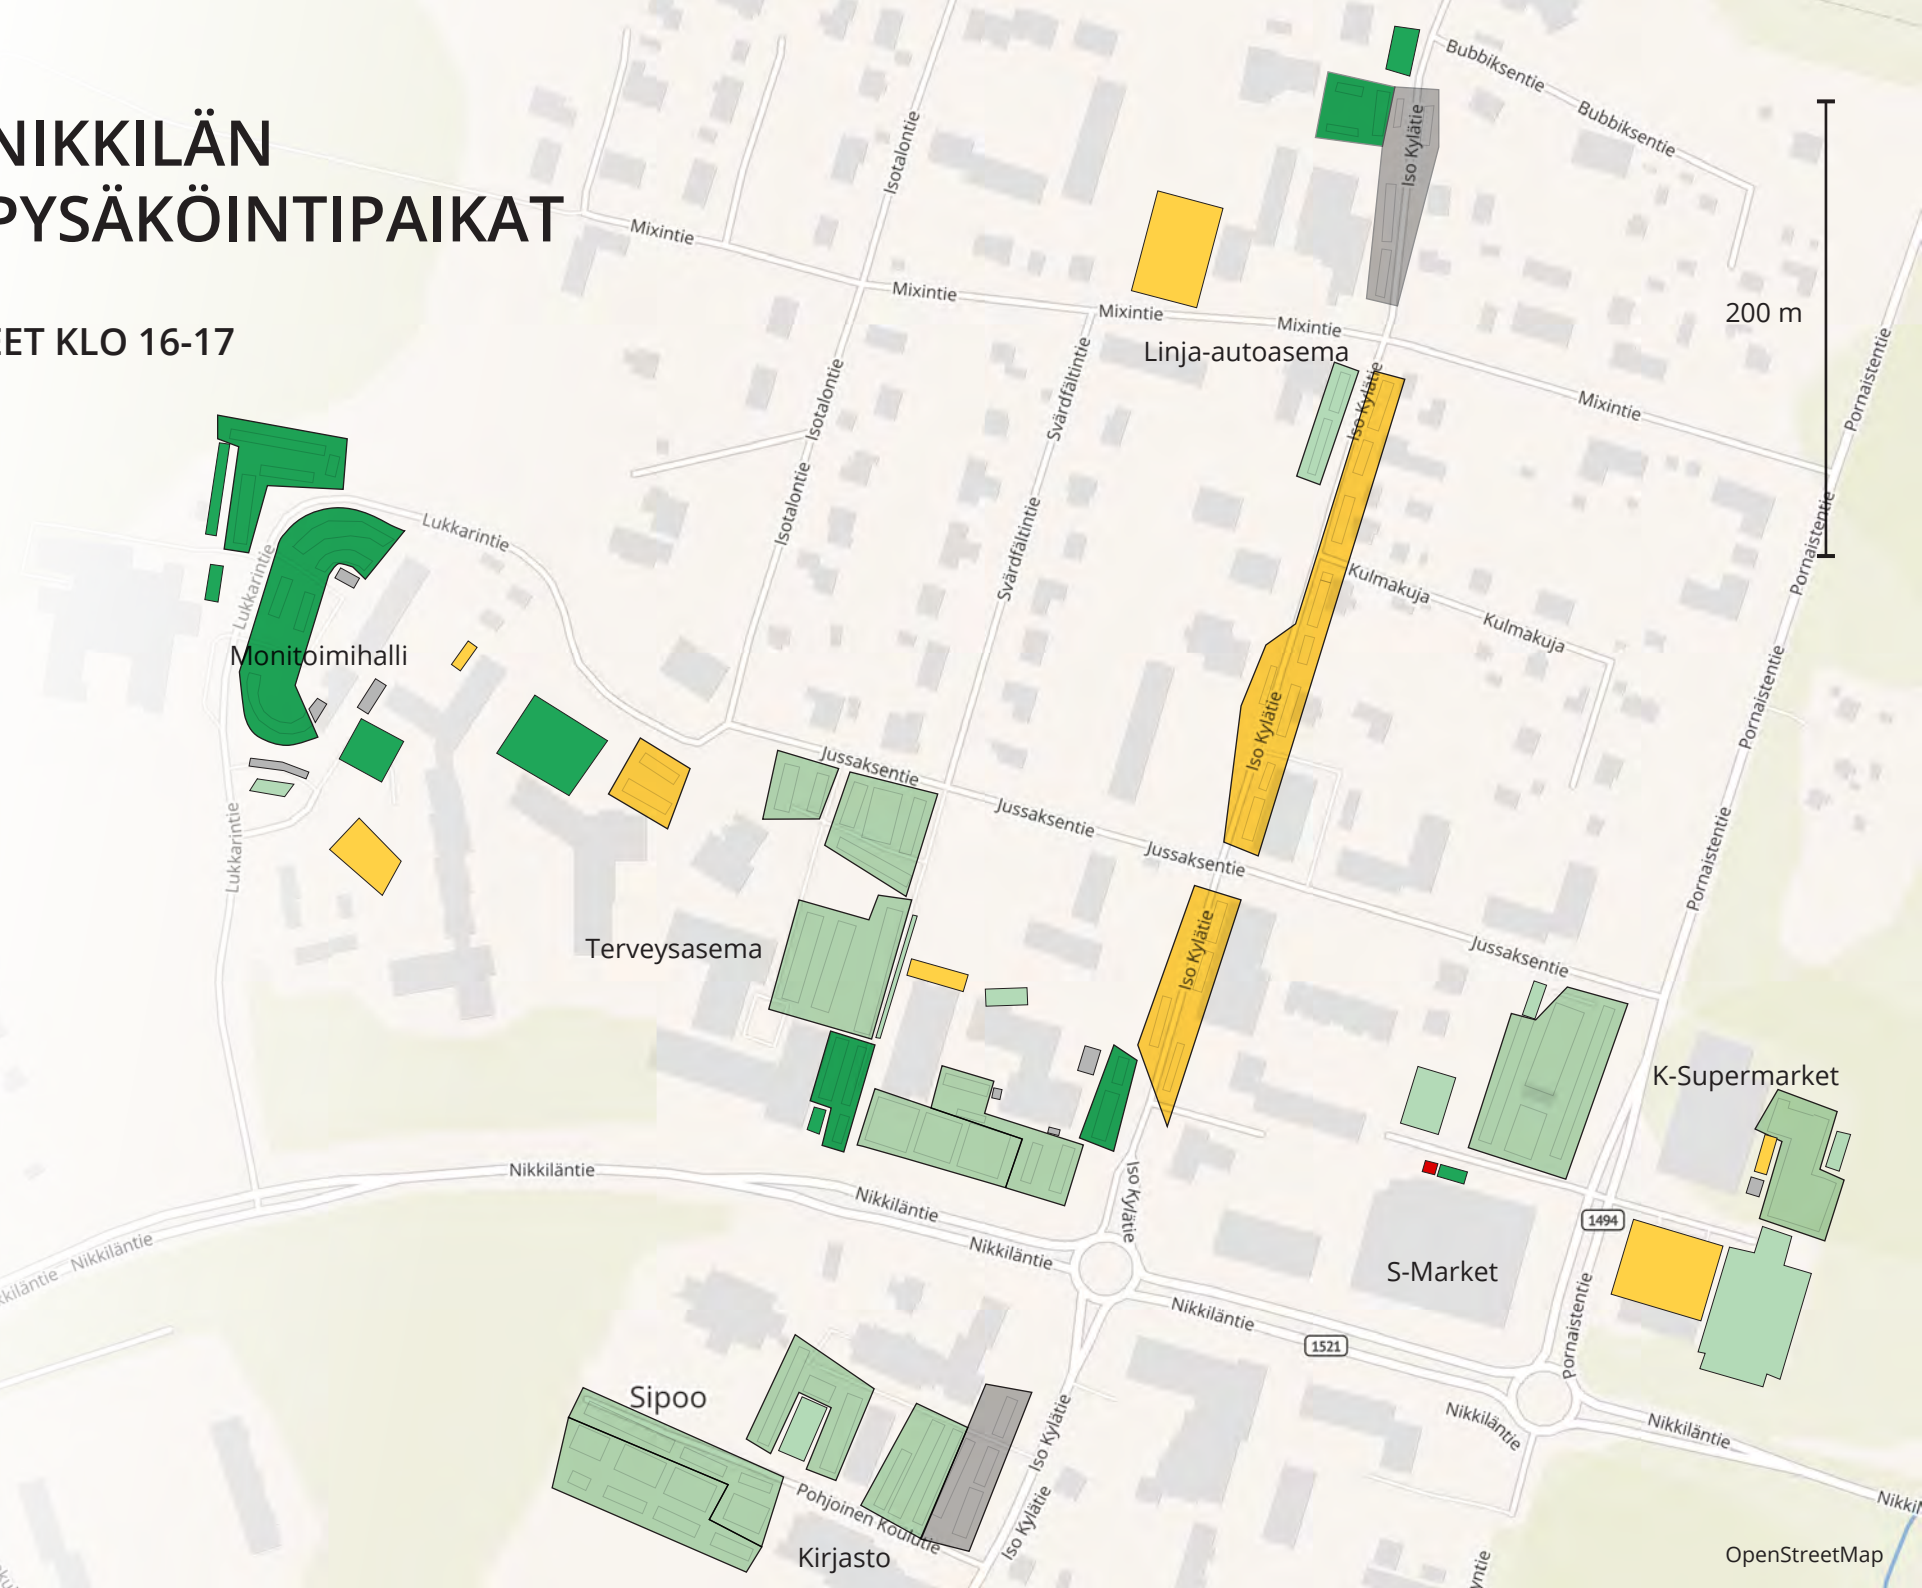 NIKKILÄN
PYSÄKÖINTIPAIKAT
EET KLO 16-17
Bubbiksentie
Bubbiksentie
Iso Kylätie
Isotalontie
Mixintie
Mixintie
Mixintie
Mixintie
200 m
Linja-autoasema
Pornaistentie
Isotalontie
Svärdfältintie
Iso Kylätie
Mixintie
Isotalontie
Lukkarintie
Pornaistentie
Svärdfältintie
Lukkarintie
Kulmakuja
Kulmakuja
Monitoimihalli
Pornaistentie
Iso Kylätie
Jussaksentie
Jussaksentie
Jussaksentie
Lukkarintie
Pornaistentie
Terveysasema
Iso Kylätie
Jussaksentie
K-Supermarket
Nikkiläntie
Nikkiläntie
Iso Kylätie
Nikkiläntie
Nikkiläntie
Nikkiläntie
1494
S-Market
Nikkiläntie
1521
Pornaistentie
Sipoo
Iso Kylätie
Nikkiläntie
Nikkiläntie
Pohjoinen Koulutie
Iso Kylätie
Kirjasto
OpenStreetMap